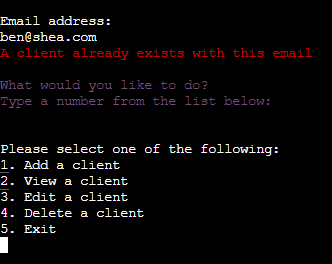 Email address:
ben@shea.com
A client already exists with this email
What would you like to do?
Type a number from the list below:
Please select one of the following:
1. Add a client
2. View a client
3. Edit a client
4. Delete a client
5. Exit